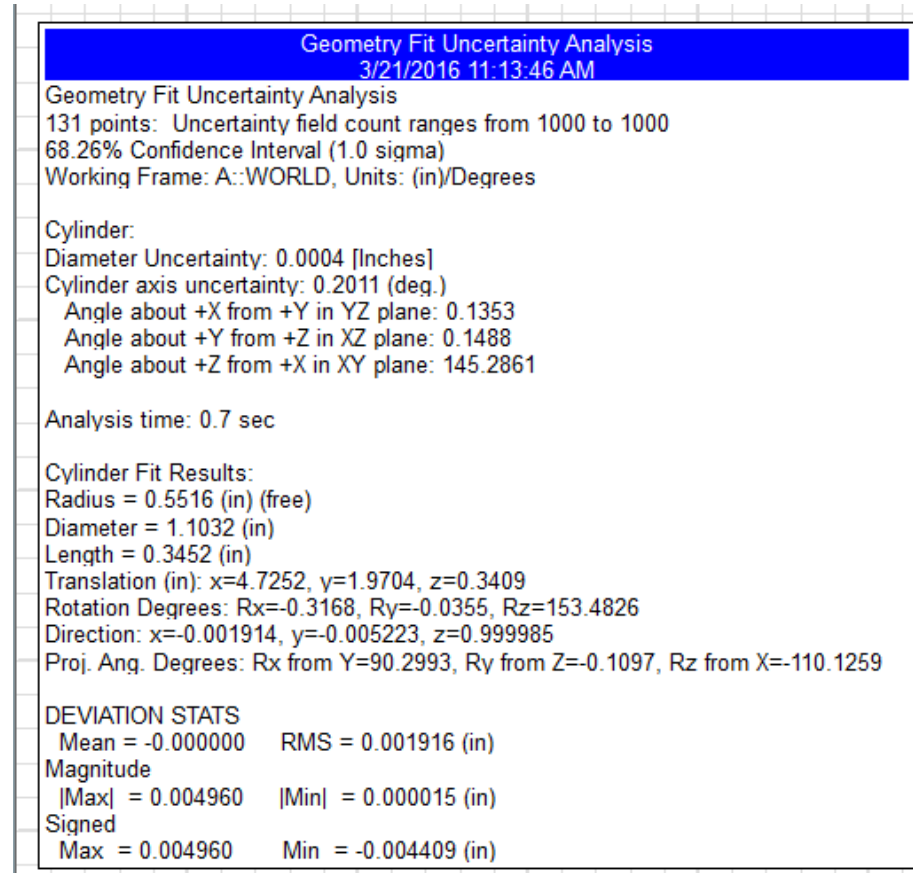 Geometry Fit Uncertainty Analysis
3/21/2016 11:13:46 AM
Geometry Fit Uncertainty Analysis
131 points:  Uncertainty field count ranges from 1000 to 1000
68.26% Confidence Interval (1.0 sigma)
Working Frame: A::WORLD, Units: (in)/Degrees
Cylinder:
Diameter Uncertainty: 0.0004 [Inches]
Cylinder axis uncertainty: 0.2011 (deg.)
Angle about +X from +Y in YZ plane: 0.1353
Angle about +Y from +Z in XZ plane: 0.1488
Angle about +Z from +X in XY plane: 145.2861
Analysis time: 0.7 sec
Cylinder Fit Results:
Radius = 0.5516 (in) (free)
Diameter = 1.1032 (in)
Length = 0.3452 (in)
Translation (in): x=4.7252, y=1.9704, z=0.3409
Rotation Degrees: Rx=-0.3168, Ry=-0.0355, Rz=153.4826
Direction: x=-0.001914, y=-0.005223, z=0.999985
Proj. Ang. Degrees: Rx from Y=90.2993, Ry from Z=-0.1097, Rz from X=-110.1259
DEVIATION STATS
Mean = -0.000000     RMS = 0.001916 (in)
Magnitude
|Max|  = 0.004960     |Min|  = 0.000015 (in)
Signed
Max  = 0.004960      Min  = -0.004409 (in)